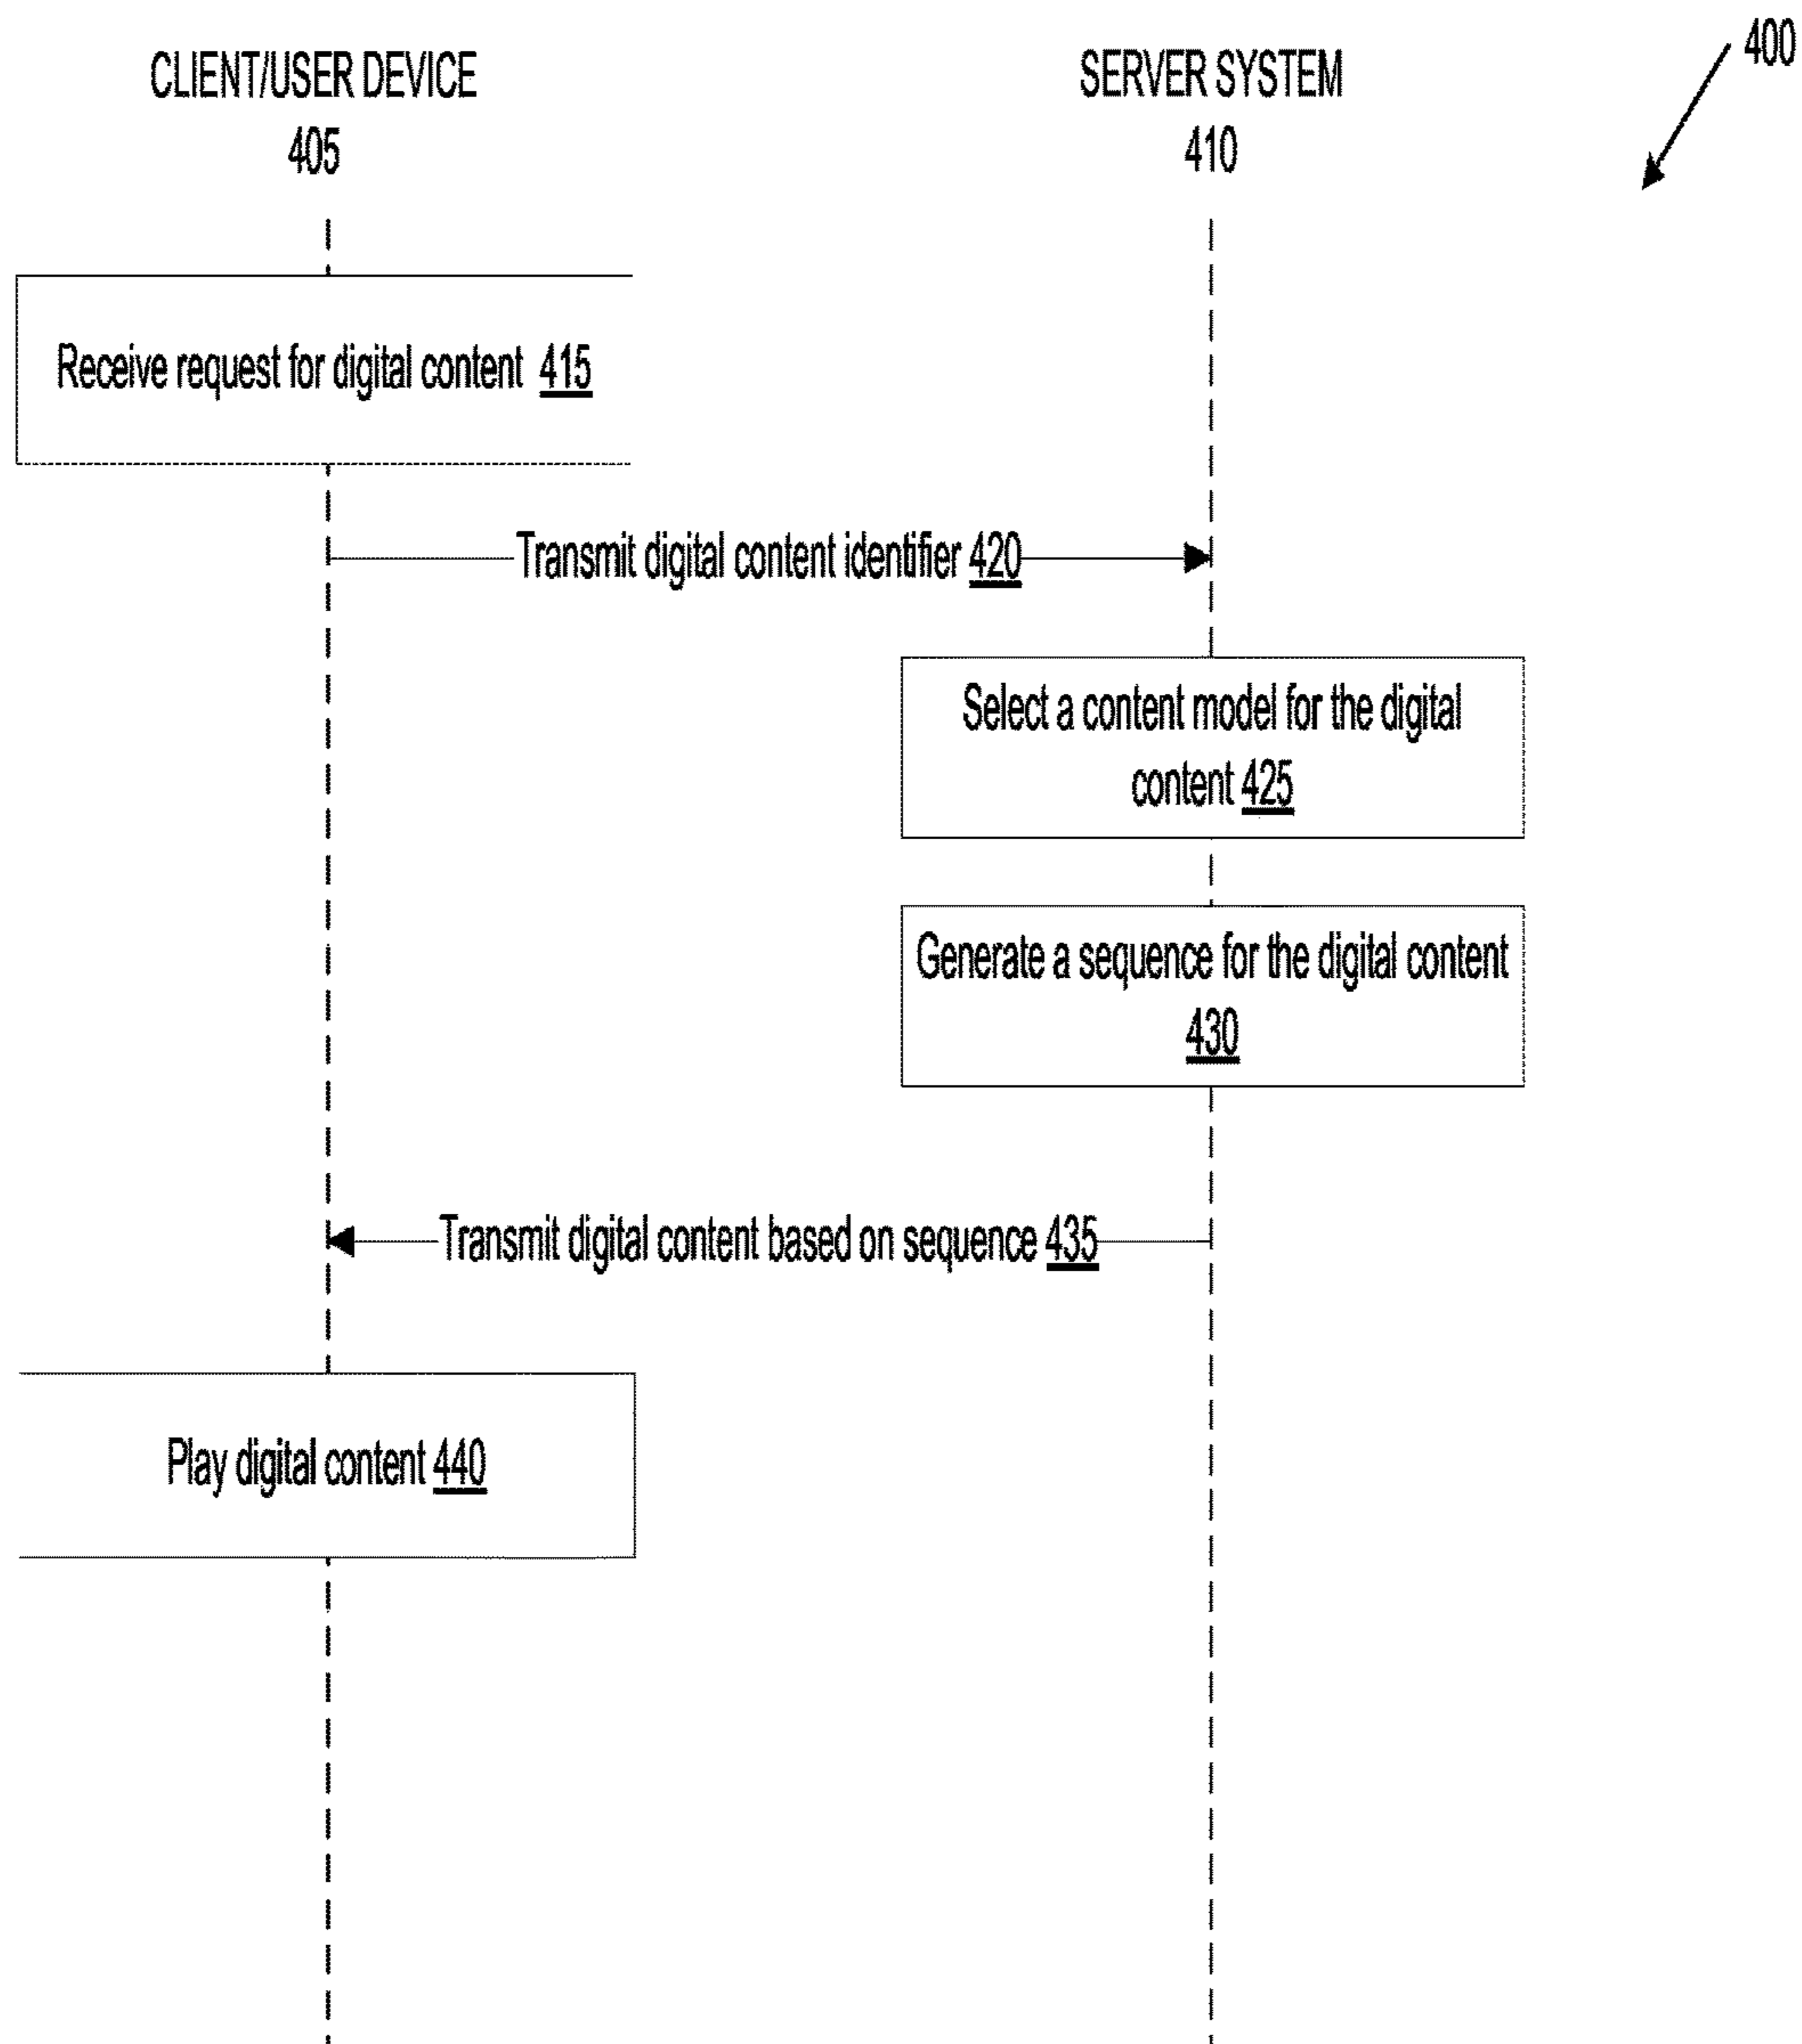 400
CLIENT/USER DEVICE
405
SERVER SYSTEM
410
Receive request for digital content 415
Transmit digital content identifier 420
Select a content model for the digital
content 425
Generate a sequence for the digital content
430
Transmit digital content based on sequence 435
Play digital content 440